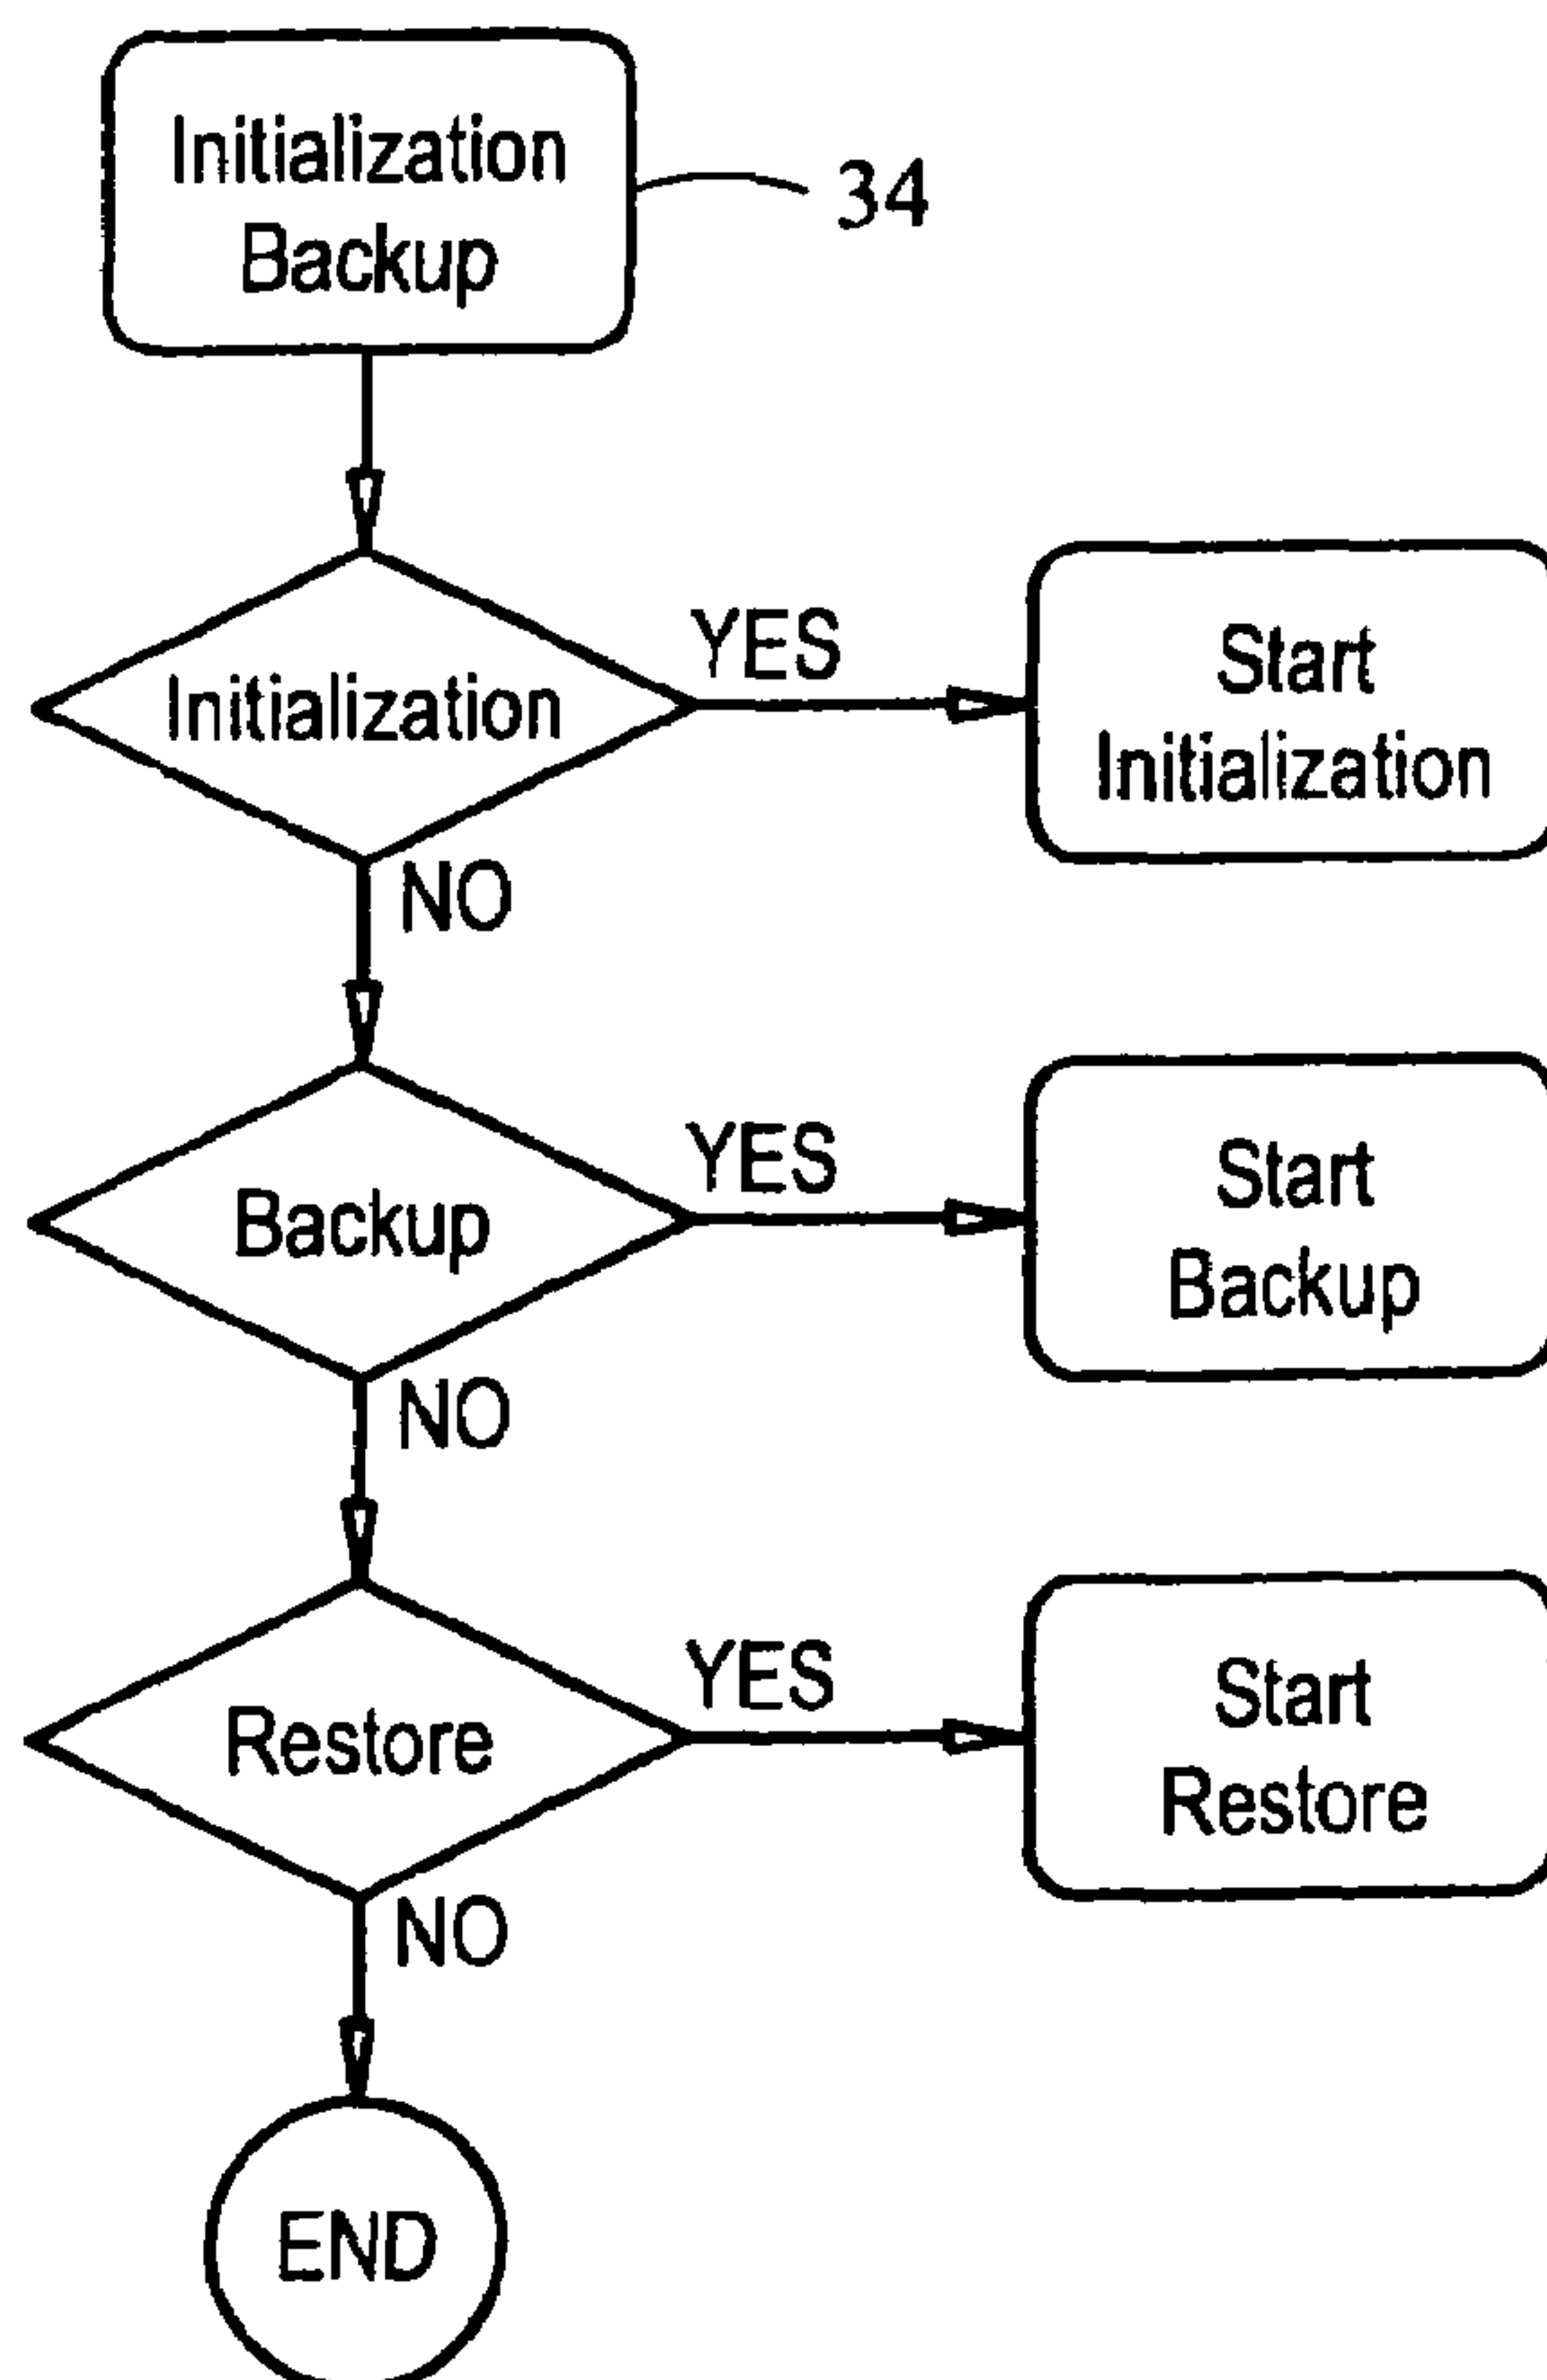 Initialization
Backup
34
Initialization
YES
Start
Initialization
NO
Backup
YES
Start
Backup
NO
Restore
YES
Start
Restore
NO
END